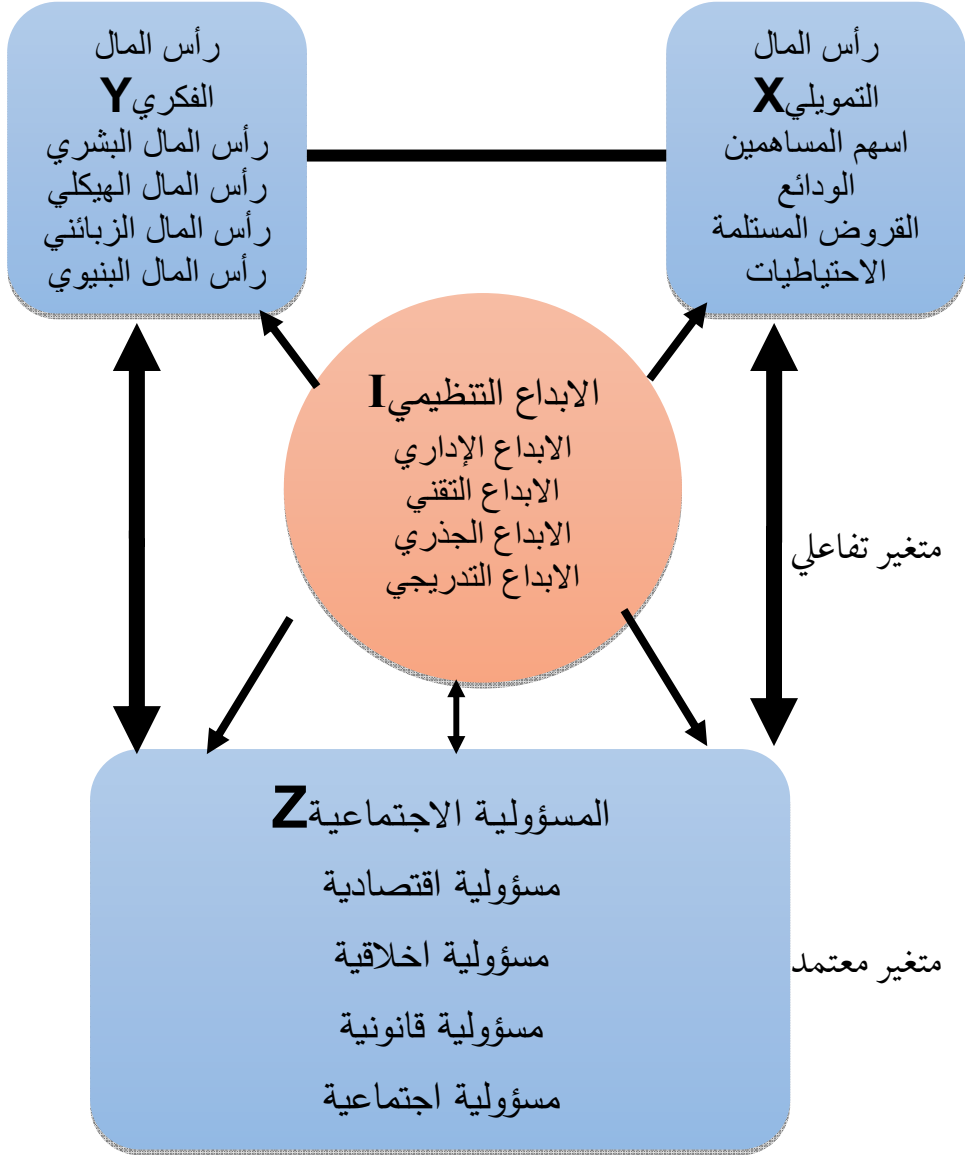 رأس المال
التمويليX
اسهم المساهمين
الودائع
القروض المستلمة
الاحتياطيات
رأس المال
الفكريY
رأس المال البشري
رأس المال الهيكلي
رأس المال الزبائني
رأس المال البنيوي
الابداع التنظيميI
الابداع الإداري
الابداع التقني
الابداع الجذري
الابداع التدريجي
متغير تفاعلي
المسؤولية الاجتماعيةZ
مسؤولية اقتصادية
مسؤولية اخلاقية
مسؤولية قانونية
مسؤولية اجتماعية
متغير معتمد